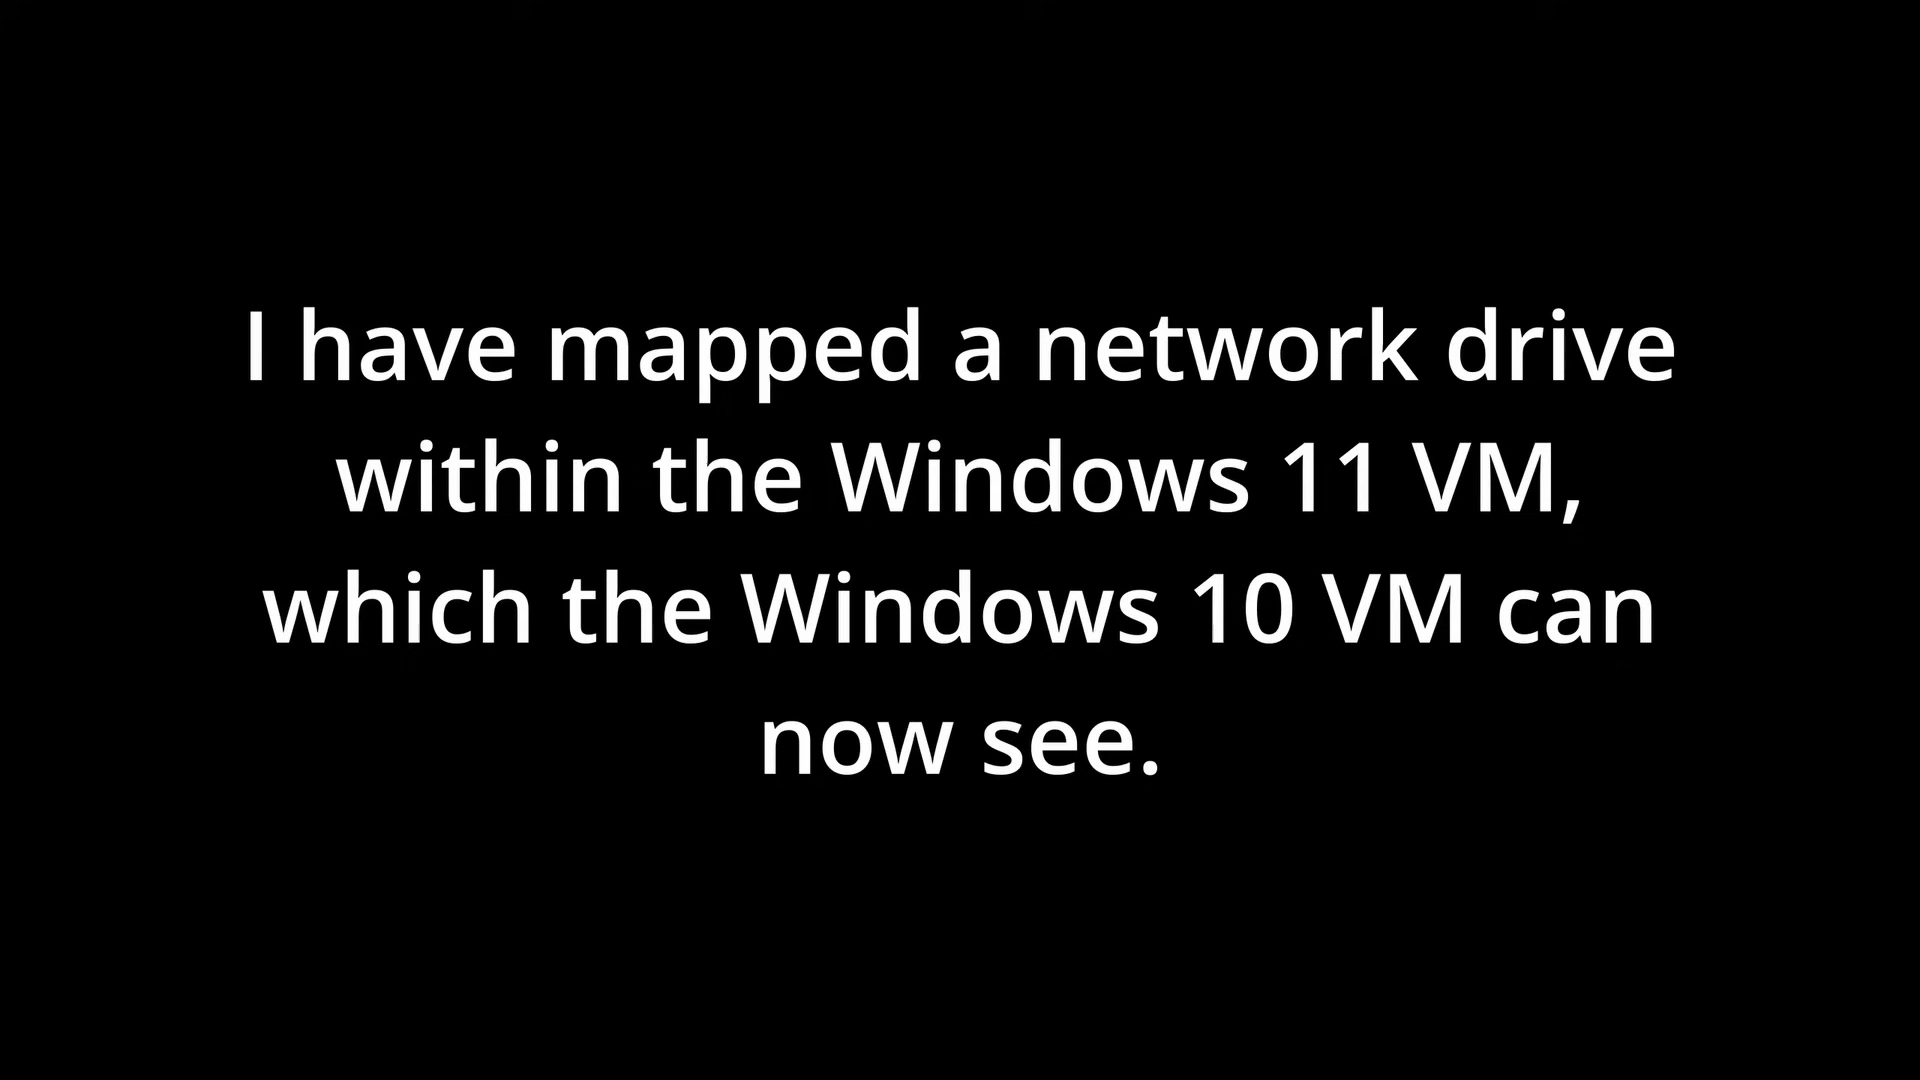 I have mapped a network drive
within the Windows 11 VM,
which the Windows 10 VM can
now see.